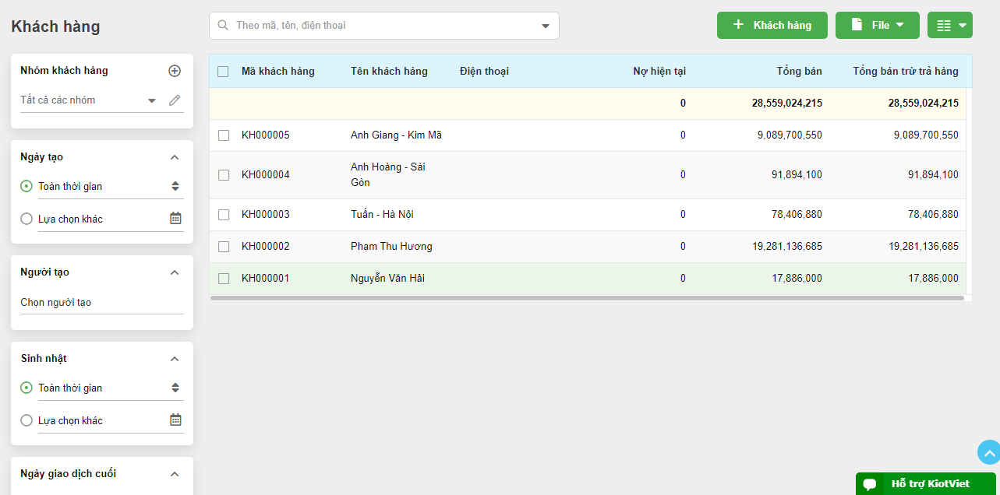 Khách hàng
Theo mã, tên, điện thoại
Khách hàng
File
Nhóm khách hàng
Tất cả các nhóm
Ngày tạo
Toàn thời gian
Lựa chọn khác
Người tạo
Chọn người tạo
Sinh nhật
Toàn thời gian
Lựa chọn khác
Ngày giao dịch cuối
Mã khách hàng Tên khách hàng Điện thoại Nợ hiện tại Tổng bán Tổng bán trừ trả hàng
0 28,559,024,215 28,559,024,215
KH000005 Anh Giang - Kim Mã 0 9,089,700,550 9,089,700,550
KH000004 Anh Hoàng - Sài Gòn 0 91,894,100 91,894,100
KH000003 Tuấn - Hà Nội 0 78,406,880 78,406,880
KH000002 Phạm Thu Hương 0 19,281,136,685 19,281,136,685
KH000001 Nguyễn Văn Hải 0 17,886,000 17,886,000
Hỗ trợ KiotViet